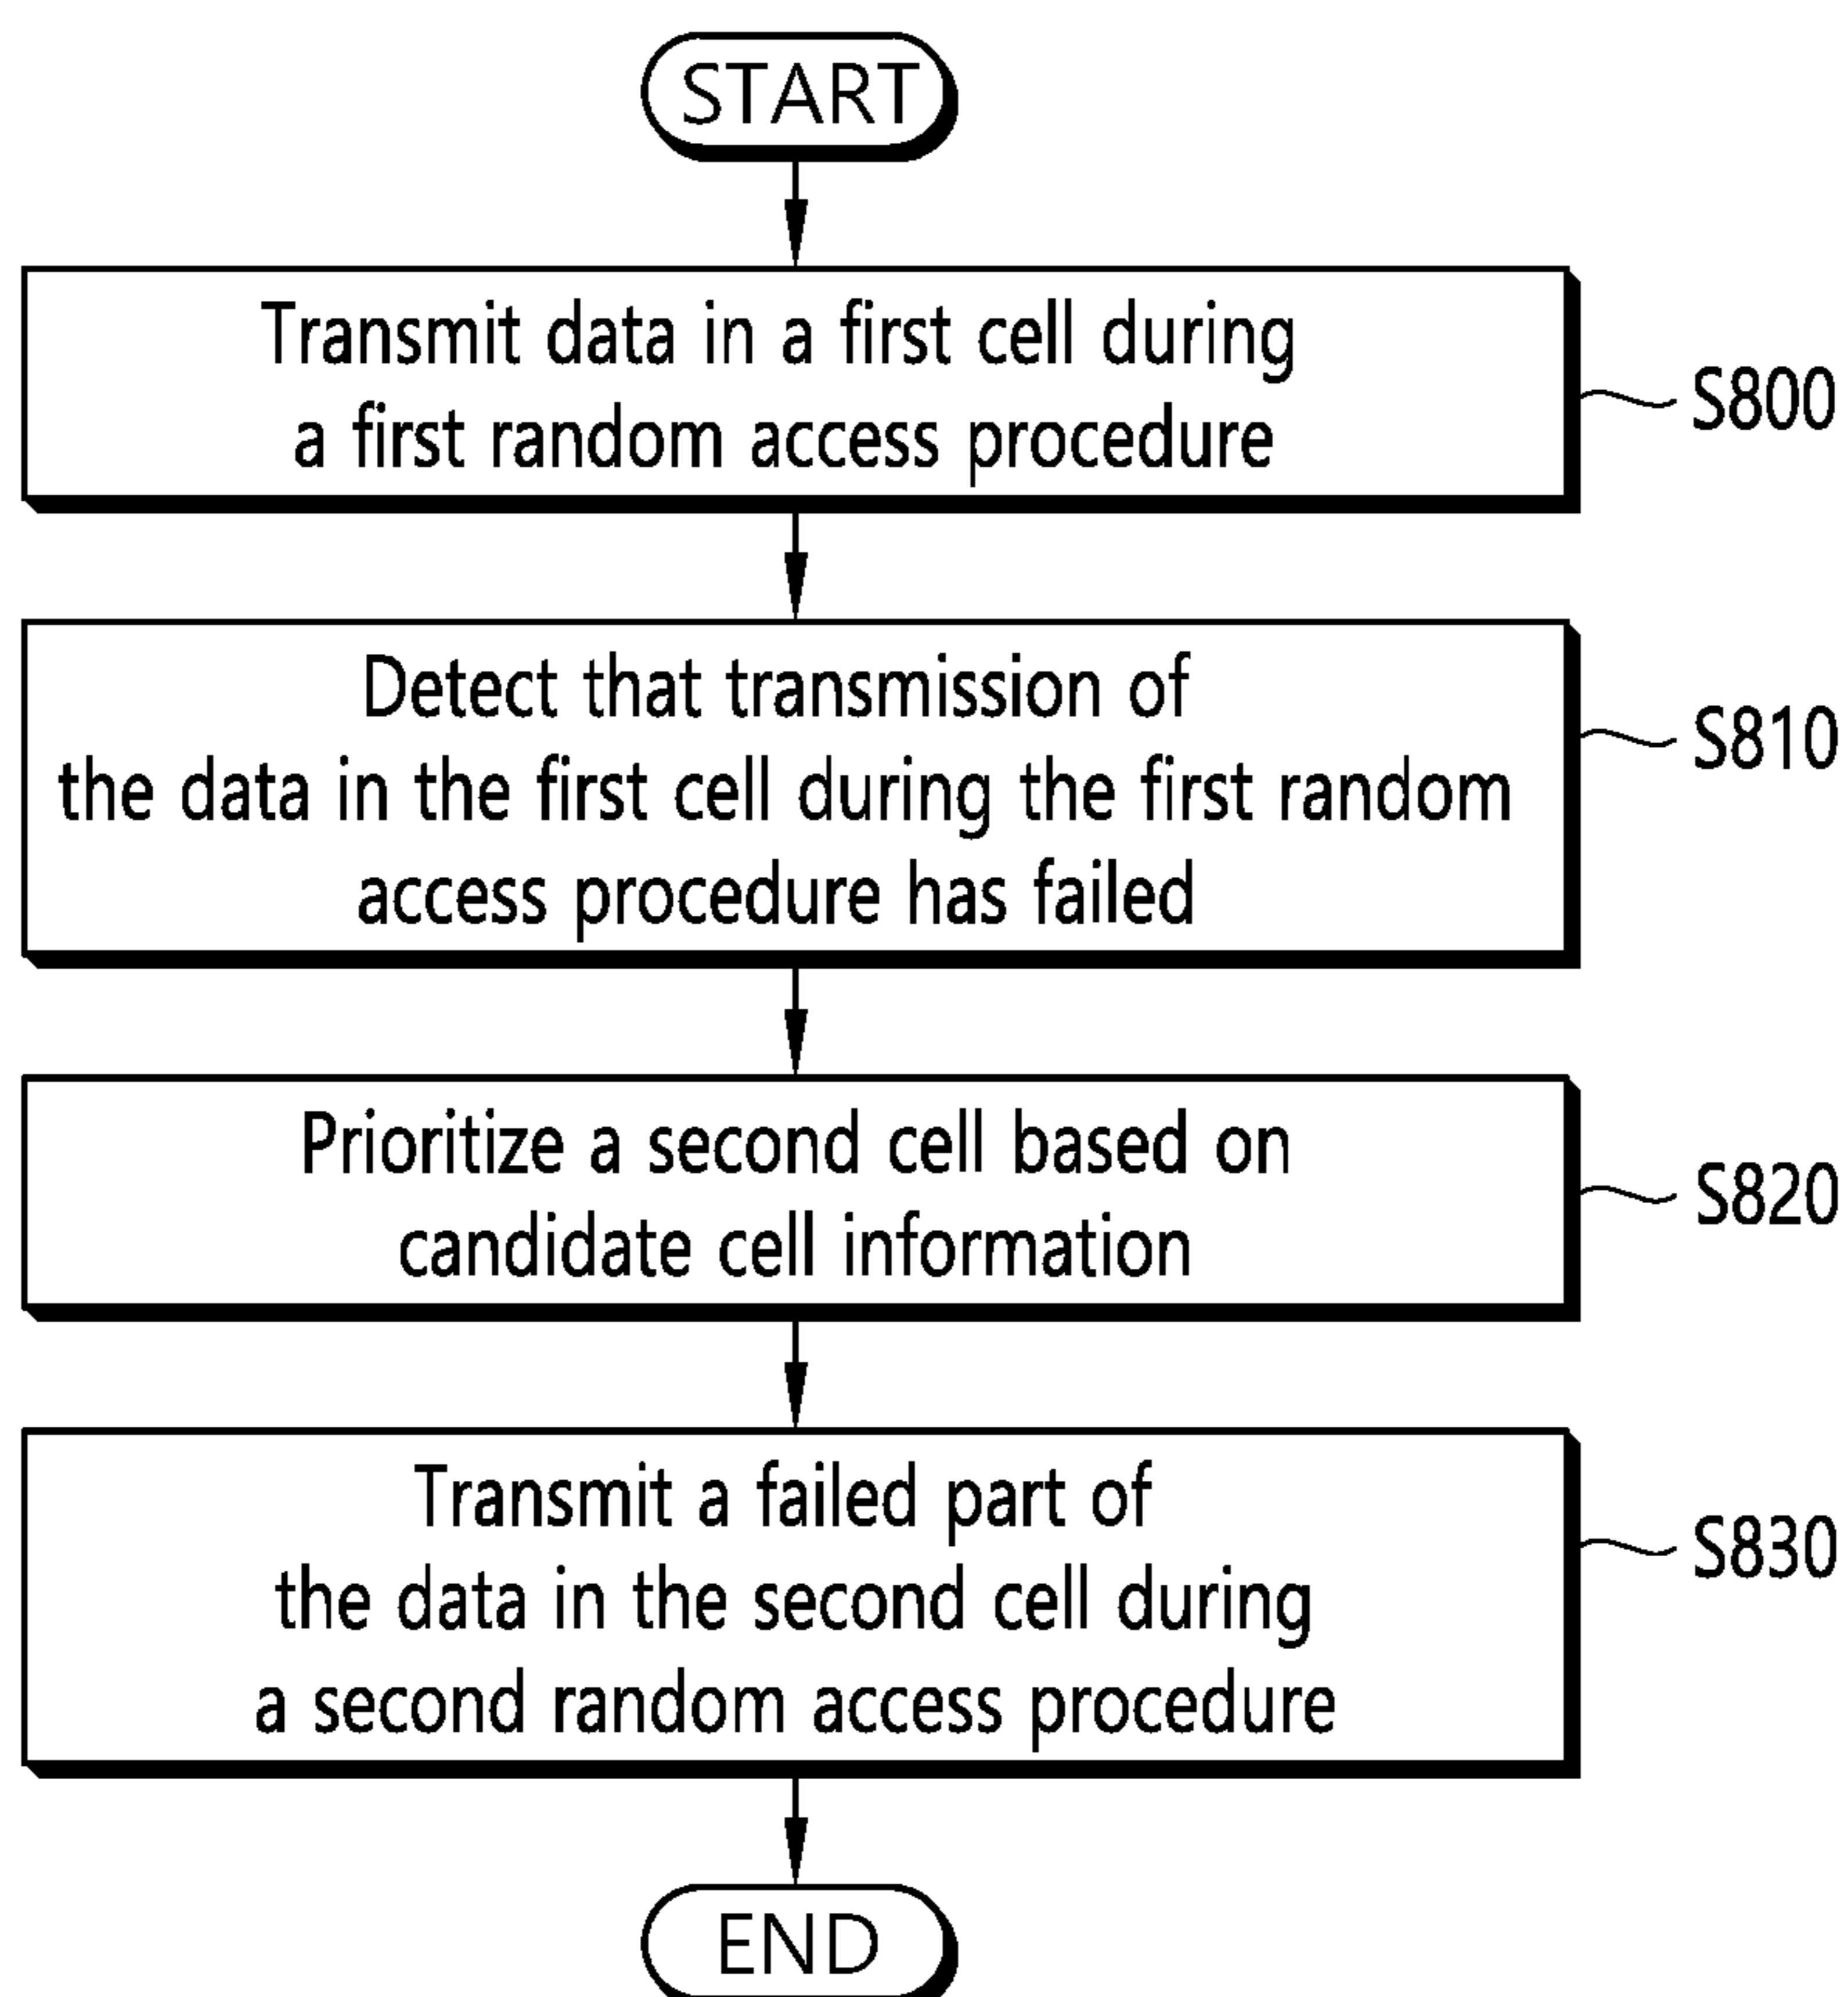 START
Transmit data in a first cell during
a first random access procedure
S800
Detect that transmission of
the data in the first cell during the first random
access procedure has failed
S810
Prioritize a second cell based on
candidate cell information
S820
Transmit a failed part of
the data in the second cell during
a second random access procedure
S830
END